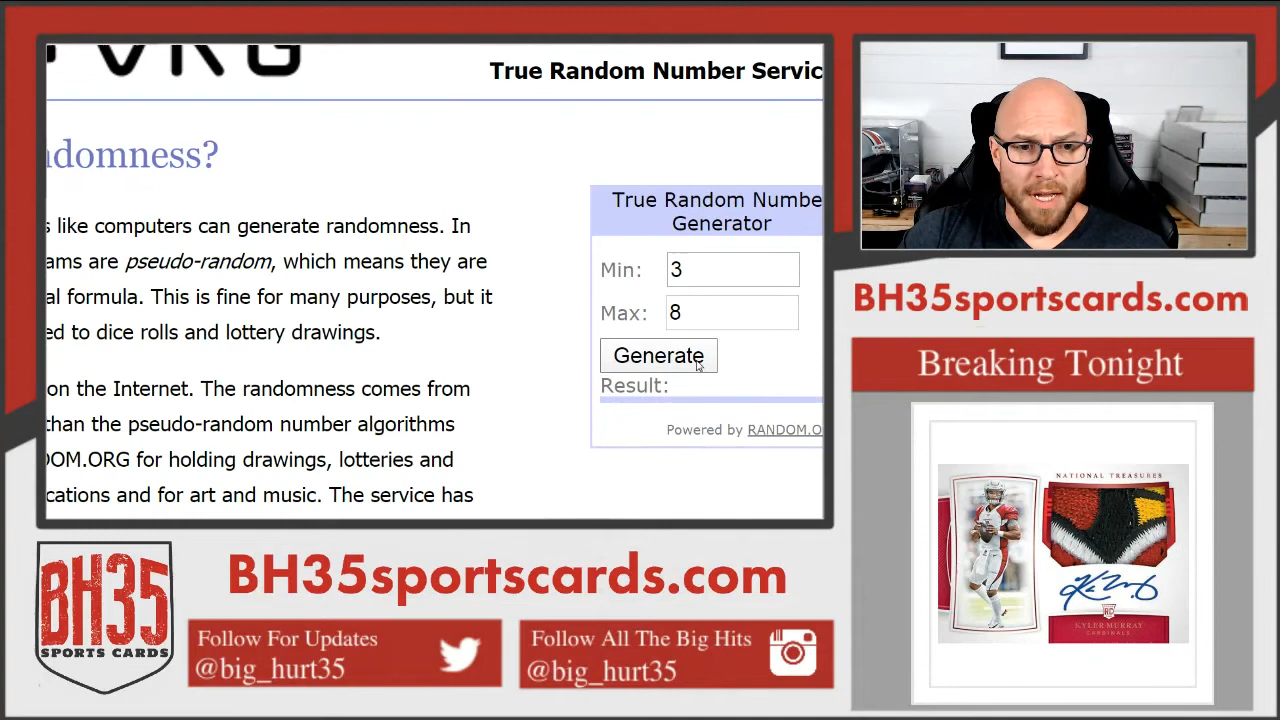 True Random Number Servic
ndomness?
s like computers can generate randomness. In
ams are pseudo-random, which means they are
al formula. This is fine for many purposes, but it
ed to dice rolls and lottery drawings.
on the Internet. The randomness comes from
than the pseudo-random number algorithms
DOM.ORG for holding drawings, lotteries and
cations and for art and music. The service has
True Random Numbe
Generator
Min: 3
Max: 8
Generate
Result:
Powered by RANDOM.O
BH35sportscards.com
Breaking Tonight
NATIONAL TREASURES
RC
KYLER MURRAY
CARDINALS
BH35
SPORTS CARDS
BH35sportscards.com
Follow For Updates
@big_hurt35
Follow All The Big Hits
@big_hurt35